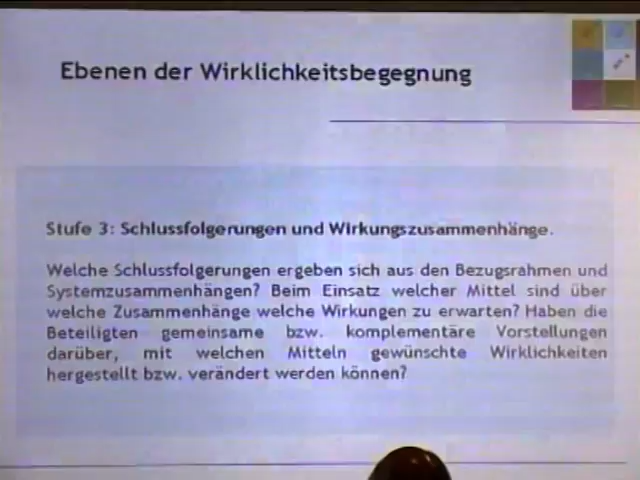 Ebenen der Wirklichkeitsbegegnung
Stufe 3: Schlussfolgerungen und Wirkungszusammenhänge.
Welche Schlussfolgerungen ergeben sich aus den Bezugsrahmen und
Systemzusammenhängen? Beim Einsatz welcher Mittel sind über
welche Zusammenhänge welche Wirkungen zu erwarten? Haben die
Beteiligten gemeinsame bzw. komplementäre Vorstellungen
darüber, mit welchen Mitteln gewünschte Wirklichkeiten
hergestellt bzw. verändert werden können?